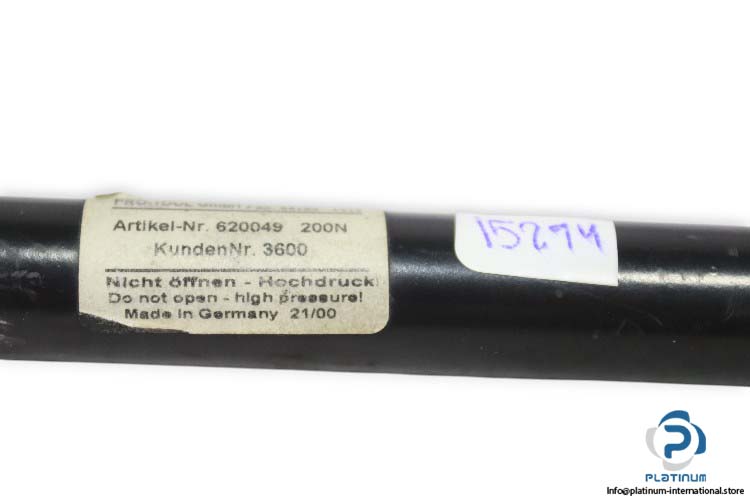 Artikel-Nr. 620049 200N
KundenNr. 3600
Nicht öffnen - Hochdruck
Do not open - high pressure!
Made in Germany 21/00
15294
PLATINUM
Info@platinum-international.store